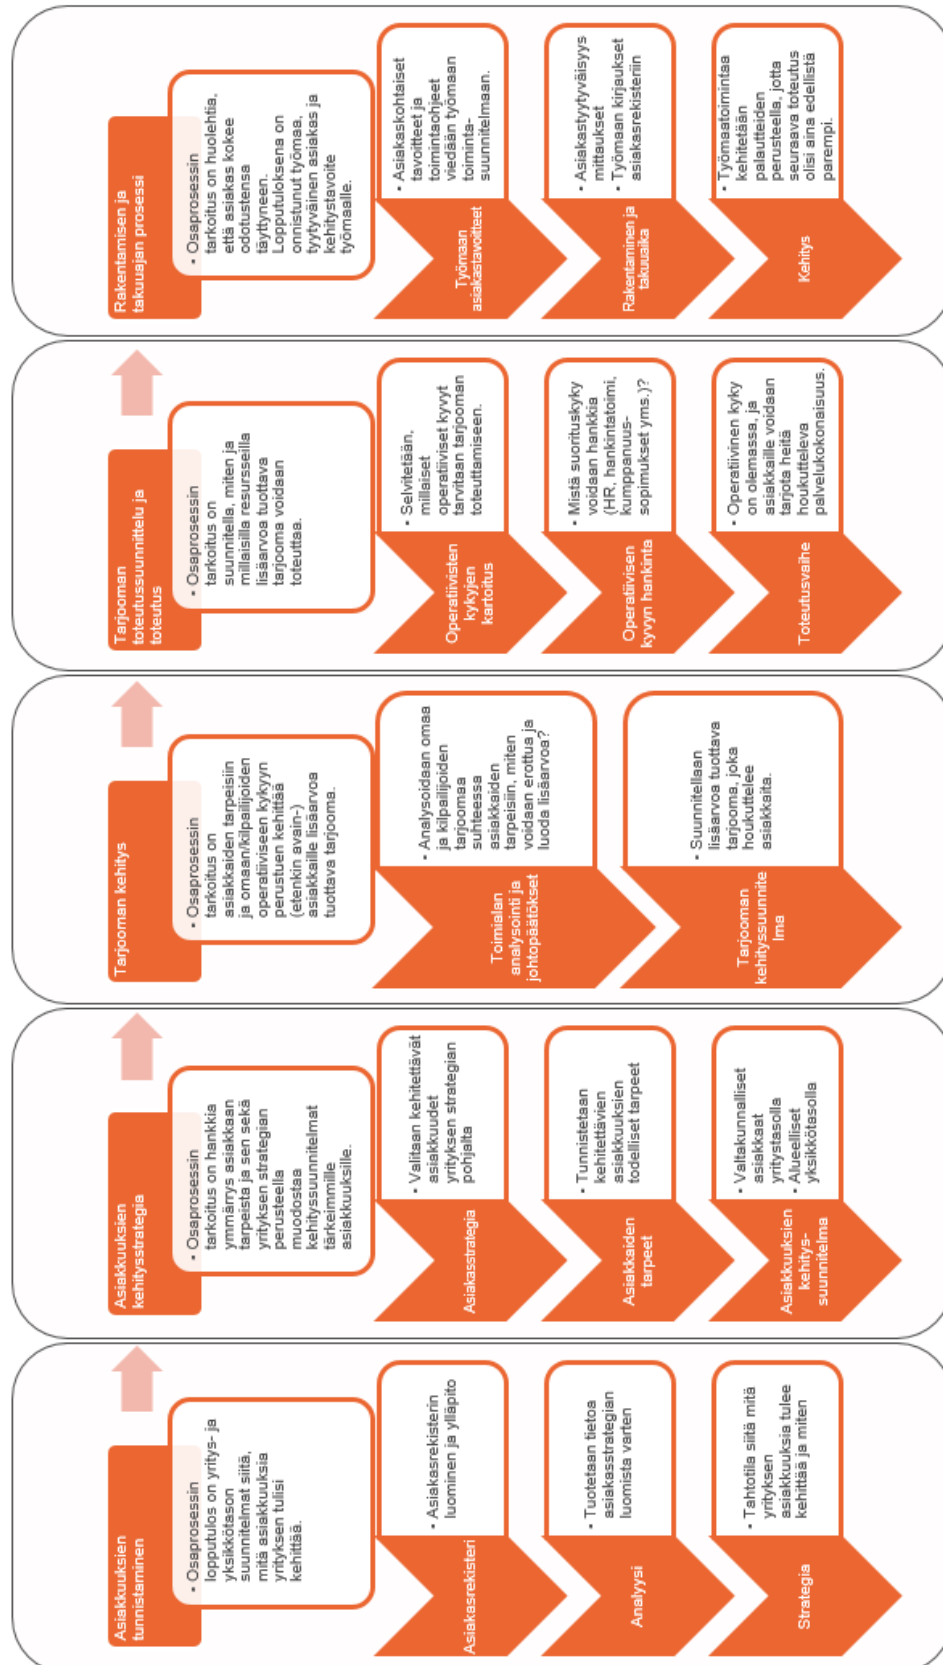 Asiakkuuksien
tunnistaminen
• Osaprosessin
lopputulos on yritys- ja
yksikkötason
suunnitelmat siitä,
mitä asiakkuuksia
yrityksen tulisi
kehittää.
Asiakasrekisteri
• Asiakasrekisterin
luominen ja ylläpito
Analyysi
• Tuotetaan tietoa
asiakasstrategian
luomista varten
Strategia
• Tahtotila siitä mitä
yrityksen
asiakkuuksia tulee
kehittää ja miten
Asiakkuuksien
kehitysstrategia
• Osaprosessin
tarkoitus on hankkia
ymmärrys asiakkaan
tarpeista ja sen sekä
yrityksen strategian
perusteella
muodostaa
kehityssuunnitelmat
tärkeimmille
asiakkuuksille.
Asiakasstrategia
• Valitaan kehitettävät
asiakkuudet
yrityksen strategian
pohjalta
Asiakkaiden
tarpeet
• Tunnistetaan
kehitettävien
asiakkuuksien
todelliset tarpeet
Asiakkuuksien
kehitys-
suunnitelma
• Valtakunnalliset
asiakkaat
yritystasolla
• Alueelliset
yksikkötasolla
Tarjooman kehitys
• Osaprosessin
tarkoitus on
asiakkaiden tarpeisiin
ja omaan/kilpailijoiden
operatiiviseen kykyyn
perustuen kehittää
(etenkin avain-)
asiakkaille lisäarvoa
tuottava tarjooma.
Toimialan
analysointi ja
johtopäätökset
• Analysoidaan omaa
ja kilpailijoiden
tarjoomaa
suhteessa
asiakkaiden
tarpeisiin, miten
voidaan erottua ja
luoda lisäarvoa?
Tarjooman
kehityssuunnite
lma
• Suunnitellaan
lisäarvoa tuottava
tarjooma, joka
houkuttelee
asiakkaita.
Tarjooman
toteutussuunnittelu ja
toteutus
• Osaprosessin
tarkoitus on
suunnitella, miten ja
millaisilla resursseilla
lisäarvoa tuottava
tarjooma voidaan
toteuttaa.
Operatiivisten
kykyjen
kartoitus
• Selvitetään,
millaiset
operatiiviset kyvyt
tarvitaan tarjooman
toteuttamiseen.
Operatiivisen
kyvyn hankinta
• Mistä suorituskyky
voidaan hankkia
(HR, hankintatoimi,
kumppanuus-
sopimukset yms.)?
Toteutusvaihe
• Operatiivinen kyky
on olemassa, ja
asiakkaille voidaan
tarjota heitä
houkutteleva
palvelukokonaisuus.
Rakentamisen ja
takuuajan prosessi
• Osaprosessin
tarkoitus on huolehtia,
että asiakas kokee
odotustensa
täyttyneen.
Lopputuloksena on
onnistunut työmaa,
tyytyväinen asiakas ja
kehitystavoite
työmaalle.
Työmaan
asiakastavoitteet
• Asiakaskohtaiset
tavoitteet ja
toimintaohjeet
viedään työmaan
toiminta-
suunnitelmaan.
Rakentaminen ja
takuuaika
• Asiakastyytyväisyys
mittaukset
• Työmaan kirjaukset
asiakasrekisteriin
Kehitys
• Työmaatoimintaa
kehitetään
palautteiden
perusteella, jotta
seuraava toteutus
olisi aina edellistä
parempi.